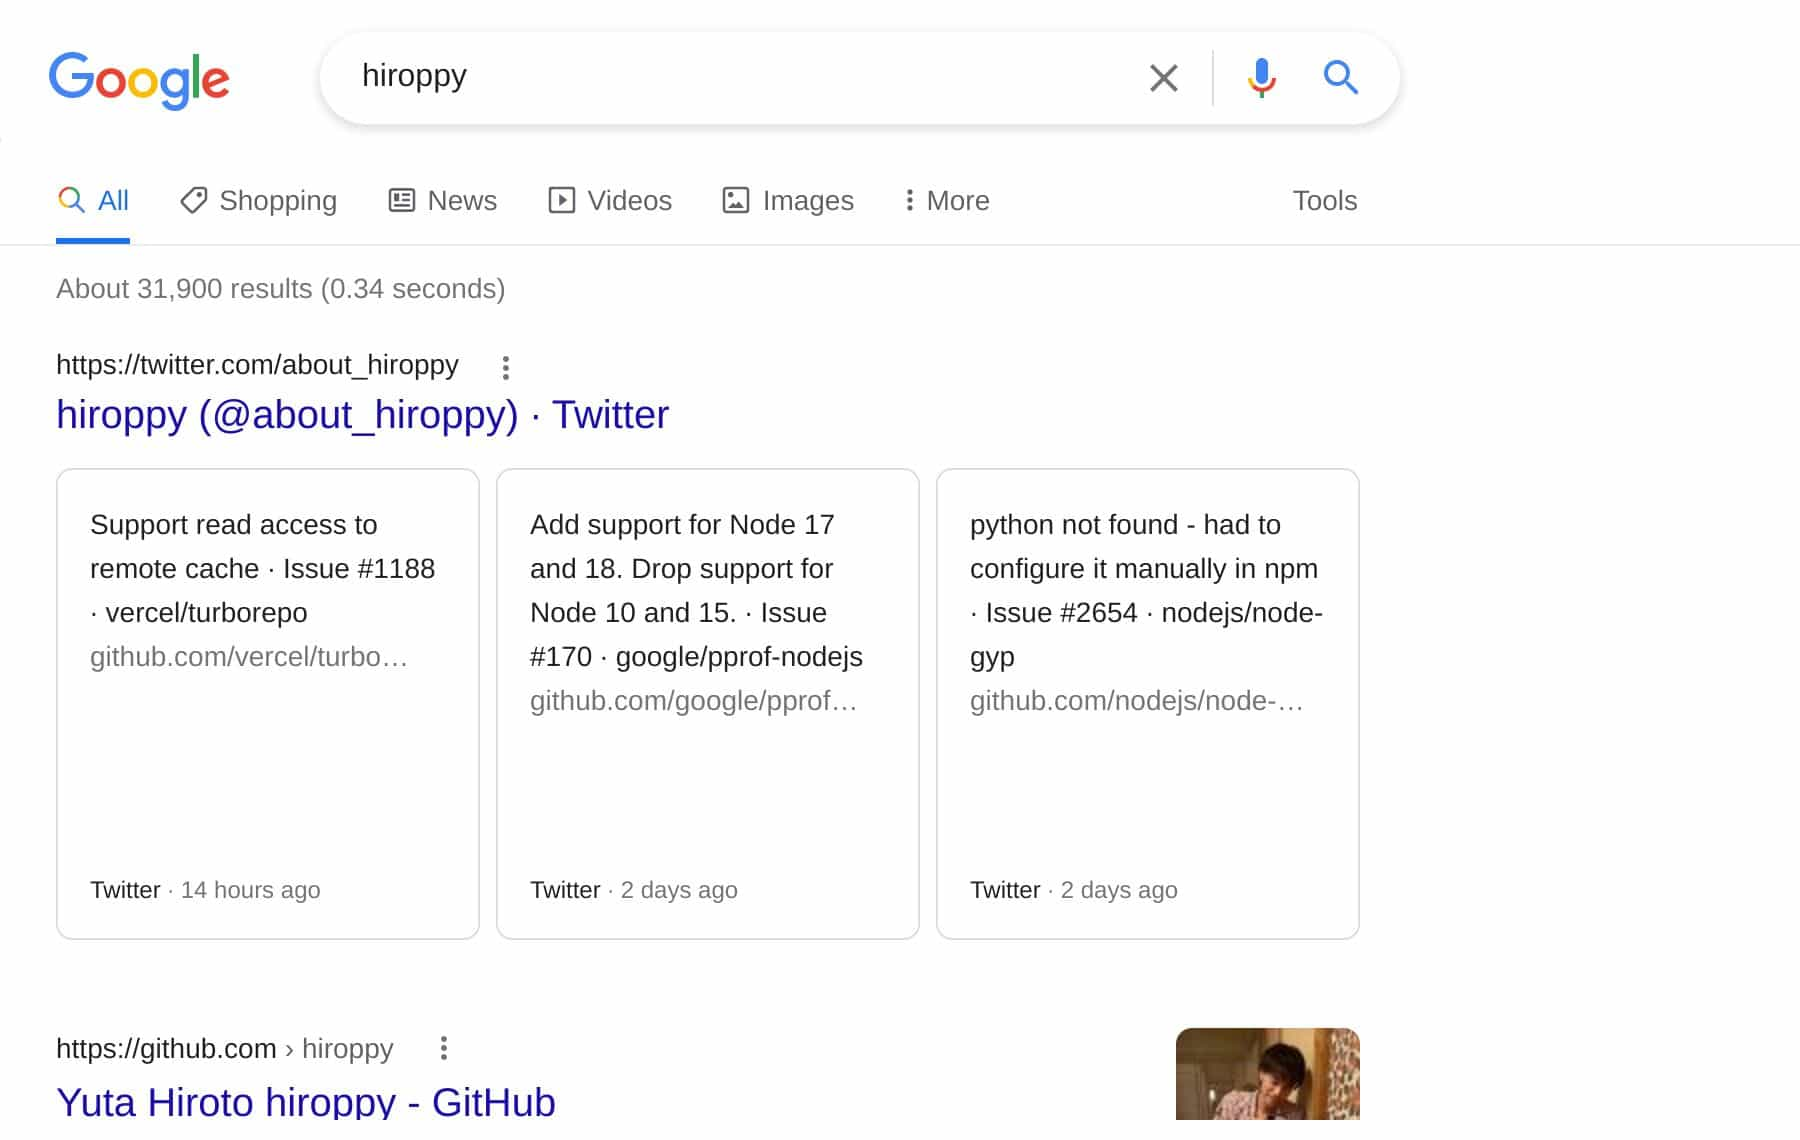 Google
hiroppy
All
Shopping
News
Videos
Images
More
Tools
About 31,900 results (0.34 seconds)
https://twitter.com/about_hiroppy
hiroppy (@about_hiroppy) · Twitter
Support read access to
remote cache · Issue #1188
· vercel/turborepo
github.com/vercel/turbo…
Twitter · 14 hours ago
Add support for Node 17
and 18. Drop support for
Node 10 and 15. · Issue
#170 · google/pprof-nodejs
github.com/google/pprof…
Twitter · 2 days ago
python not found - had to
configure it manually in npm
· Issue #2654 · nodejs/node-
gyp
github.com/nodejs/node-…
Twitter · 2 days ago
https://github.com › hiroppy
Yuta Hiroto hiroppy - GitHub